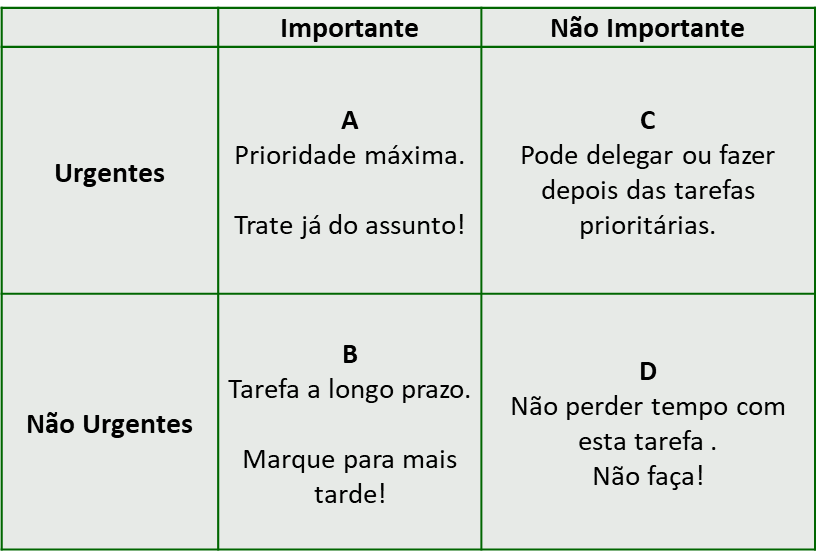 Importante
Não Importante
Urgentes
A
Prioridade máxima.
Trate já do assunto!
C
Pode delegar ou fazer
depois das tarefas
prioritárias.
Não Urgentes
B
Tarefa a longo prazo.
Marque para mais
tarde!
D
Não perder tempo com
esta tarefa .
Não faça!